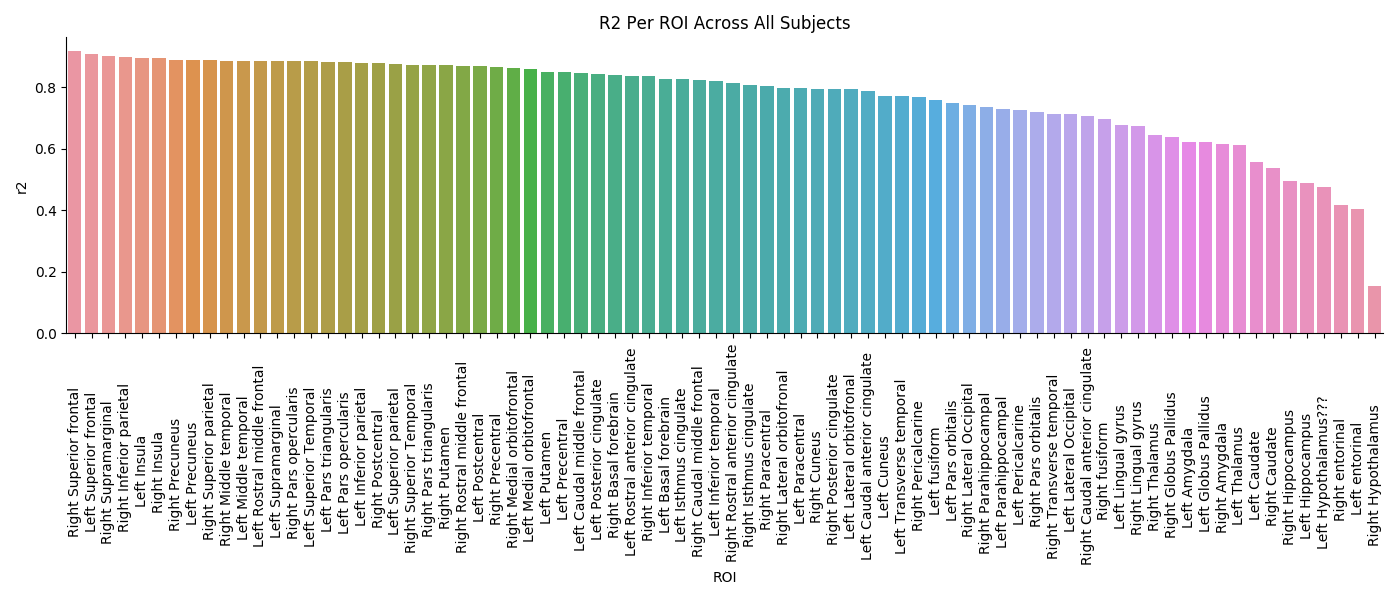 R2 Per ROI Across All Subjects
r2
0.8
0.6
0.4
0.2
0.0
Right Superior frontal
Left Superior frontal
Right Supramarginal
Right Inferior parietal
Left Insula
Right Insula
Right Precuneus
Left Precuneus
Right Superior parietal
Right Middle temporal
Left Middle temporal
Left Rostral middle frontal
Left Supramarginal
Right Pars opercularis
Left Superior Temporal
Left Pars triangularis
Left Pars opercularis
Left Inferior parietal
Right Postcentral
Left Superior parietal
Right Superior Temporal
Right Pars triangularis
Right Putamen
Right Rostral middle frontal
Left Postcentral
Right Precentral
Right Medial orbitofrontal
Left Medial orbitofrontal
Left Putamen
Left Precentral
Left Caudal middle frontal
Left Posterior cingulate
Right Basal forebrain
Left Rostral anterior cingulate
Right Inferior temporal
Left Basal forebrain
Left Isthmus cingulate
Right Caudal middle frontal
Left Inferior temporal
Right Rostral anterior cingulate
Right Isthmus cingulate
Right Paracentral
Right Lateral orbitofronal
Left Paracentral
Right Cuneus
Right Posterior cingulate
Left Lateral orbitofronal
Left Caudal anterior cingulate
Left Cuneus
Left Transverse temporal
Right Pericalcarine
Left fusiform
Left Pars orbitalis
Right Lateral Occipital
Right Parahippocampal
Left Parahippocampal
Left Pericalcarine
Right Pars orbitalis
Right Transverse temporal
Left Lateral Occipital
Right Caudal anterior cingulate
Right fusiform
Left Lingual gyrus
Right Lingual gyrus
Right Thalamus
Right Globus Pallidus
Left Amygdala
Left Globus Pallidus
Right Amygdala
Left Thalamus
Left Caudate
Right Caudate
Right Hippocampus
Left Hippocampus
Left Hypothalamus???
Right entorinal
Left entorinal
Right Hypothalamus
ROI